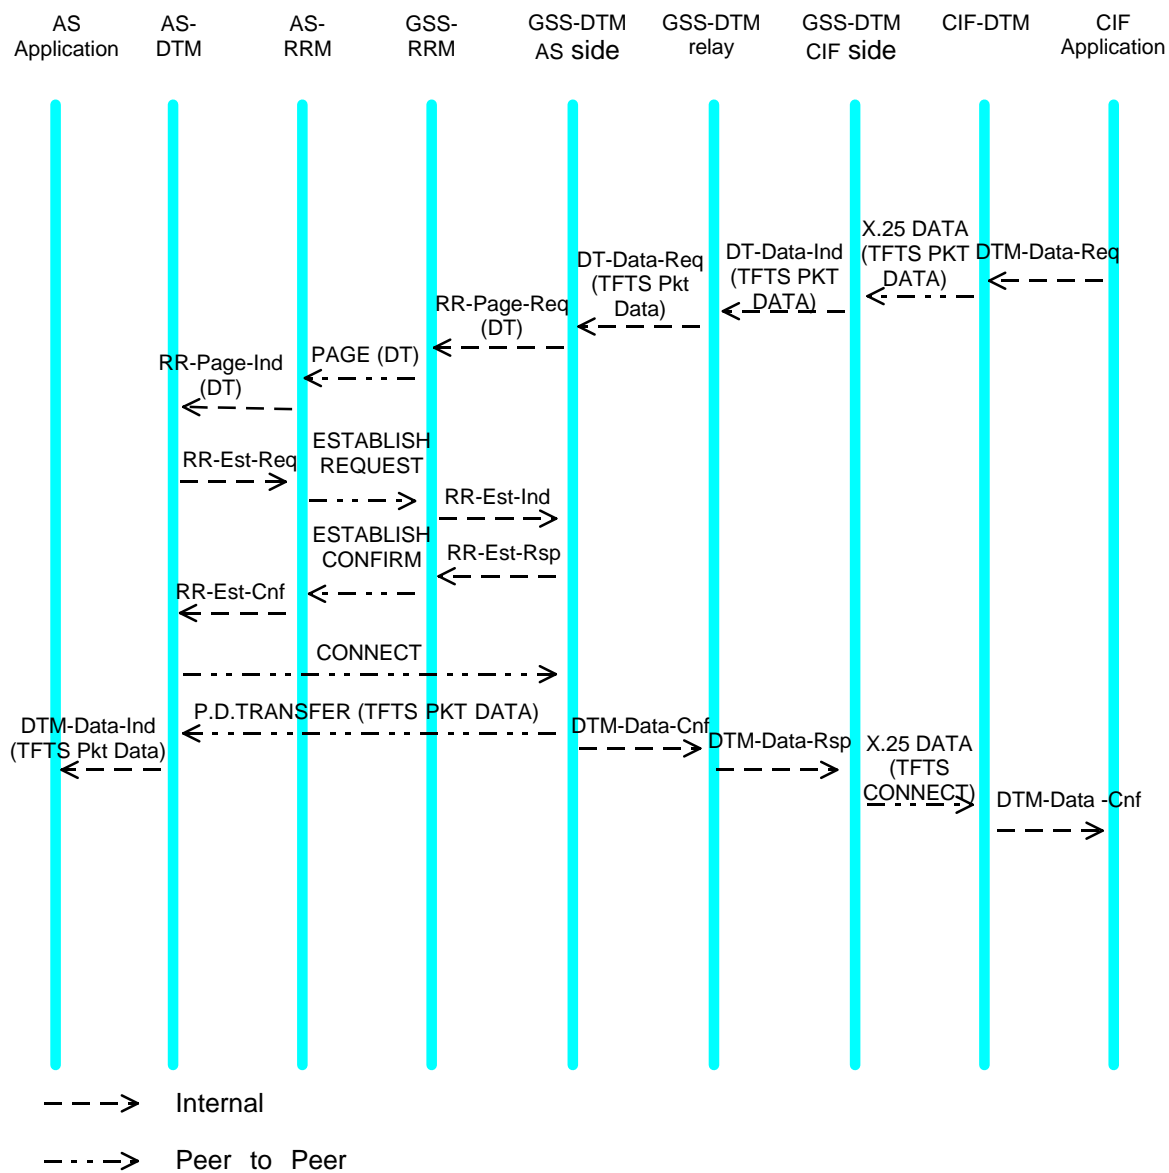 AS
Application
AS-
DTM
AS-
RRM
GSS-
RRM
GSS-DTM
AS side
GSS-DTM
relay
GSS-DTM
CIF side
CIF-DTM
CIF
Application
DTM-Data-Req
X.25 DATA
(TFTS PKT
DATA)
DT-Data-Ind
(TFTS PKT
DATA)
DT-Data-Req
(TFTS Pkt
Data)
RR-Page-Req
(DT)
PAGE (DT)
RR-Page-Ind
(DT)
RR-Est-Req
ESTABLISH
REQUEST
RR-Est-Ind
RR-Est-Rsp
ESTABLISH
CONFIRM
RR-Est-Cnf
CONNECT
P.D.TRANSFER (TFTS PKT DATA)
DTM-Data-Ind
(TFTS Pkt Data)
DTM-Data-Cnf
DTM-Data-Rsp
X.25 DATA
(TFTS
CONNECT)
DTM-Data -Cnf
Internal
Peer to Peer